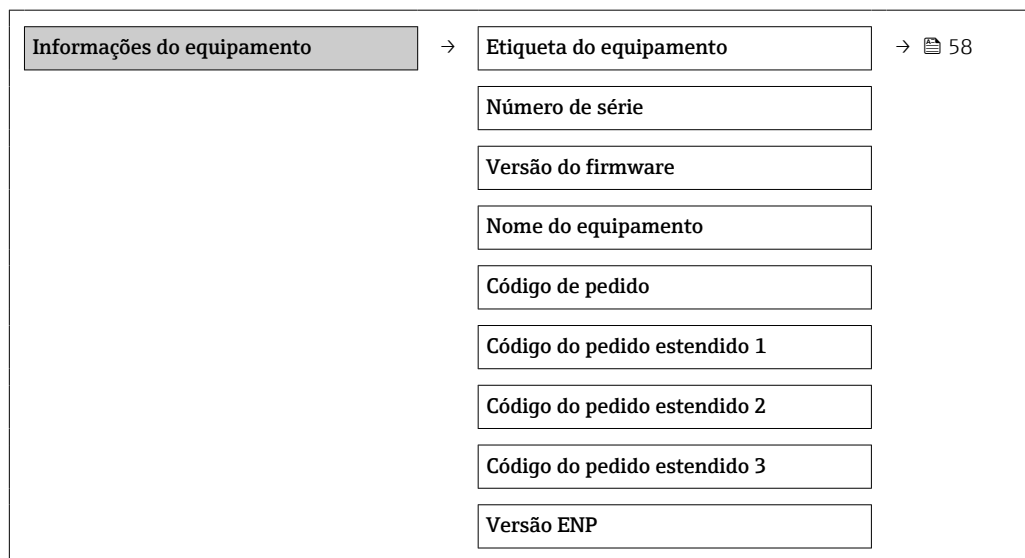 Informações do equipamento → Etiqueta do equipamento → 58
Número de série
Versão do firmware
Nome do equipamento
Código de pedido
Código do pedido estendido 1
Código do pedido estendido 2
Código do pedido estendido 3
Versão ENP